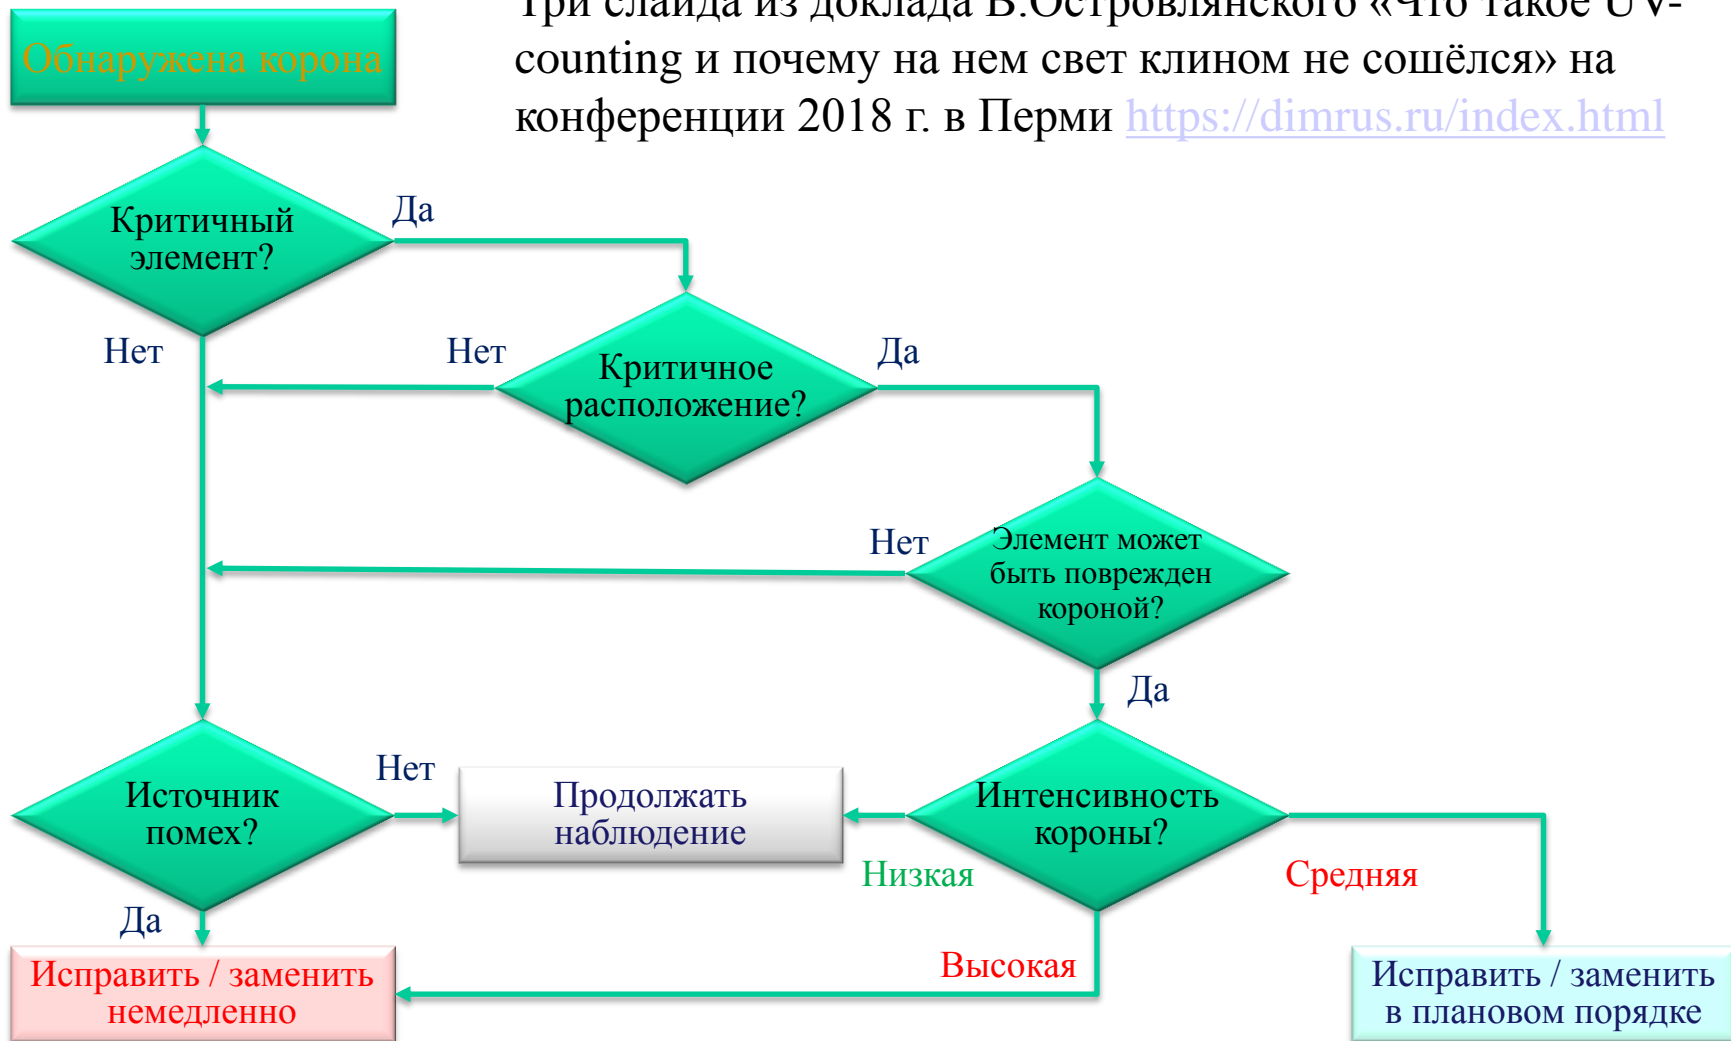 Три слайда из доклада В.Островлянского «Что такое UV-
counting и почему на нем свет клином не сошёлся» на
конференции 2018 г. в Перми https://dimrus.ru/index.html
Обнаружена корона
Критичный
элемент?
Да
Нет
Нет
Критичное
расположение?
Да
Нет
Элемент может
быть поврежден
короной?
Да
Источник
помех?
Нет
Продолжать
наблюдение
Интенсивность
короны?
Низкая
Средняя
Да
Высокая
Исправить / заменить
немедленно
Исправить / заменить
в плановом порядке